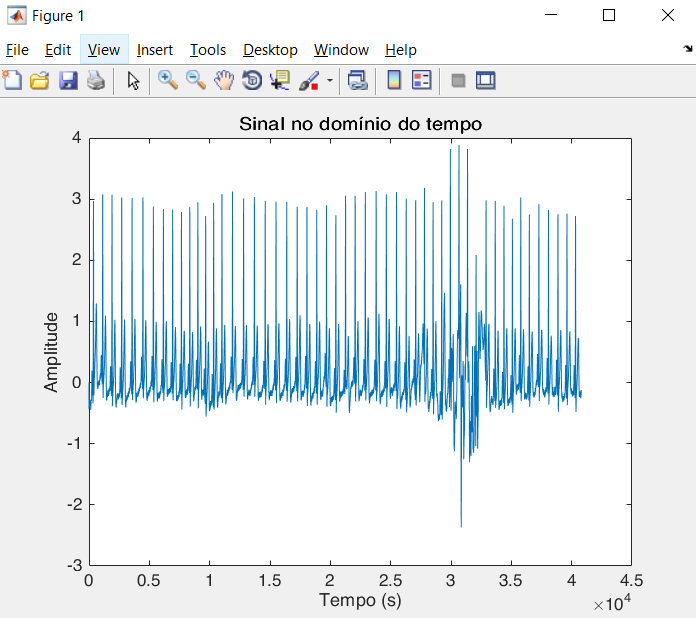 Figure 1
File Edit View Insert Tools Desktop Window Help
Sinal no domínio do tempo
4
3
2
1
0
-1
-2
-3
Amplitude
0 0.5 1 1.5 2 2.5 3 3.5 4 4.5
Tempo (s)
×10^4